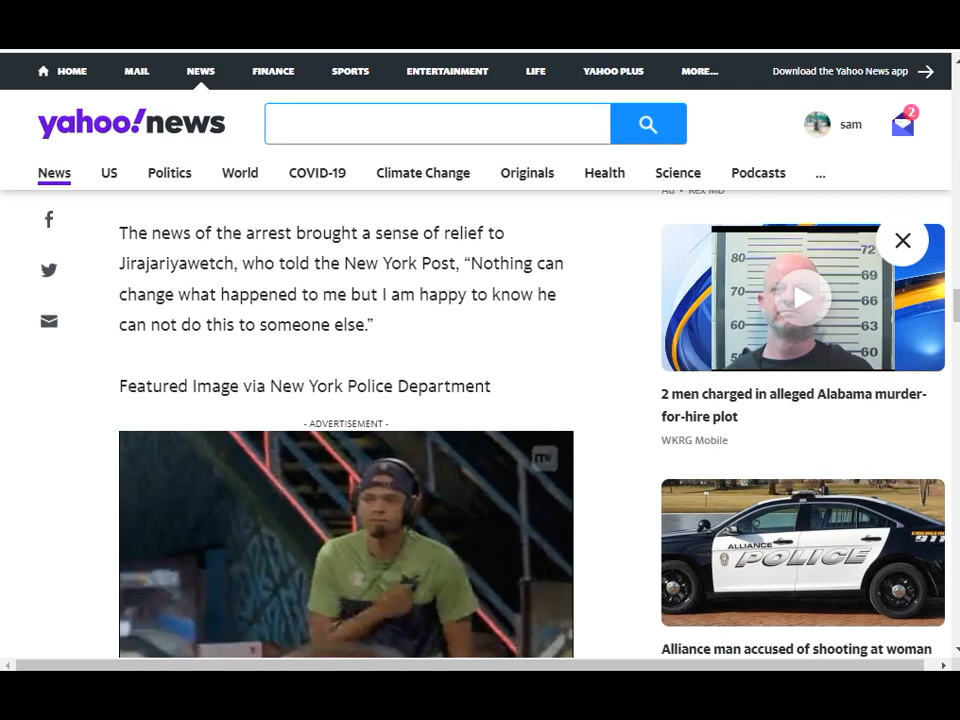 HOME MAIL NEWS FINANCE SPORTS ENTERTAINMENT LIFE YAHOO PLUS MORE... Download the Yahoo News app
yahoo!news
sam
2
News US Politics World COVID-19 Climate Change Originals Health Science Podcasts ...
Ad • Rex MD
The news of the arrest brought a sense of relief to
Jirajariyawetch, who told the New York Post, “Nothing can
change what happened to me but I am happy to know he
can not do this to someone else.”
Featured Image via New York Police Department
- ADVERTISEMENT -
80
70
60
72
69
66
63
60
2 men charged in alleged Alabama murder-
for-hire plot
WKRG Mobile
ALLIANCE
POLICE
EMERGENC
911
Alliance man accused of shooting at woman